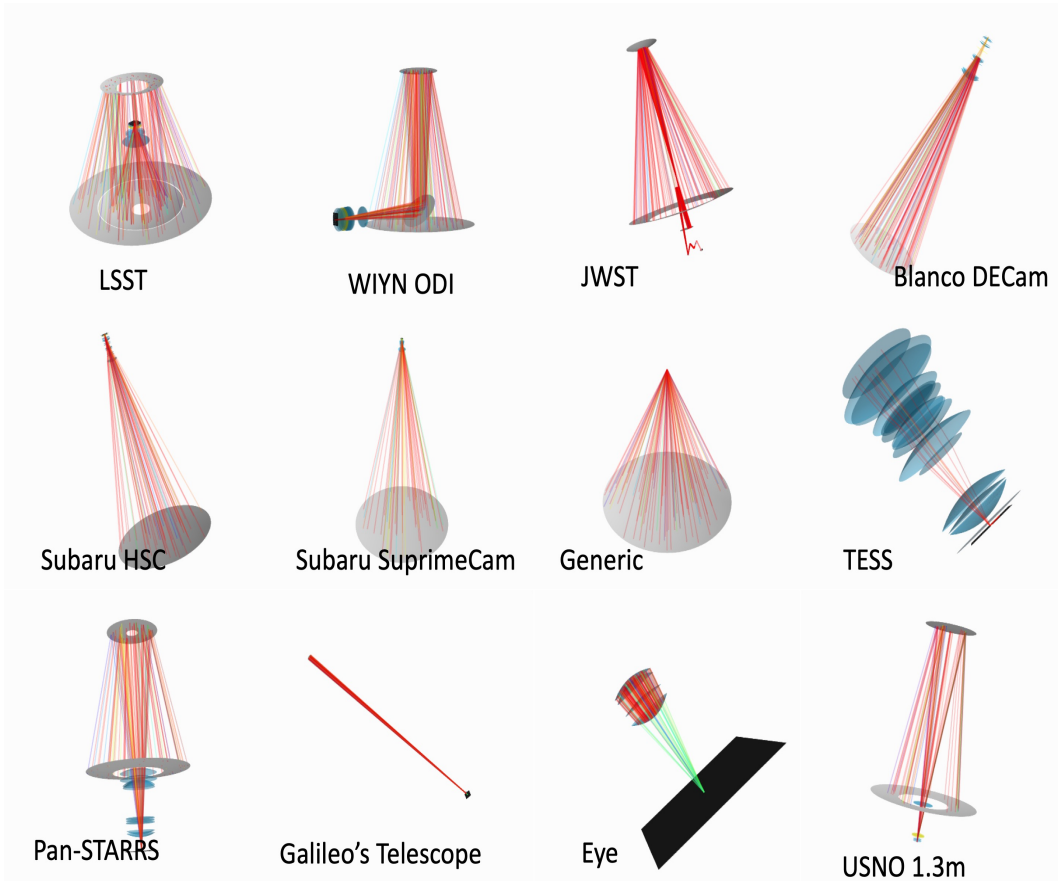 LSST
WIYN ODI
JWST
Blanco DECam
Subaru HSC
Subaru SuprimeCam
Generic
TESS
Pan-STARRS
Galileo’s Telescope
Eye
USNO 1.3m